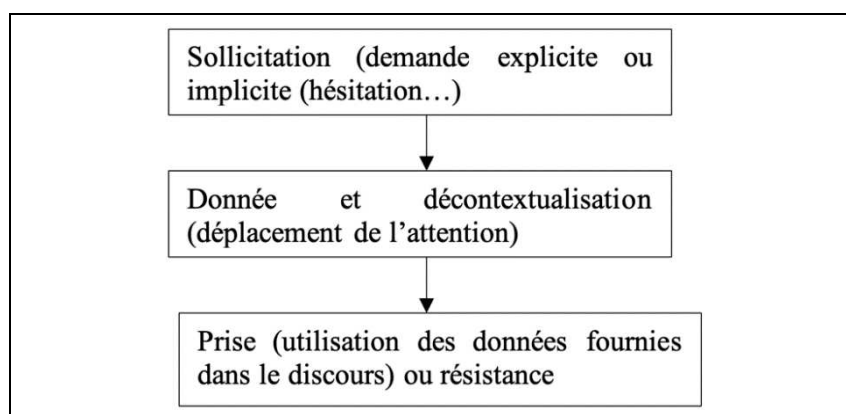 Sollicitation (demande explicite ou
implicite (hésitation…)
Donnée et décontextualisation
(déplacement de l’attention)
Prise (utilisation des données fournies
dans le discours) ou résistance